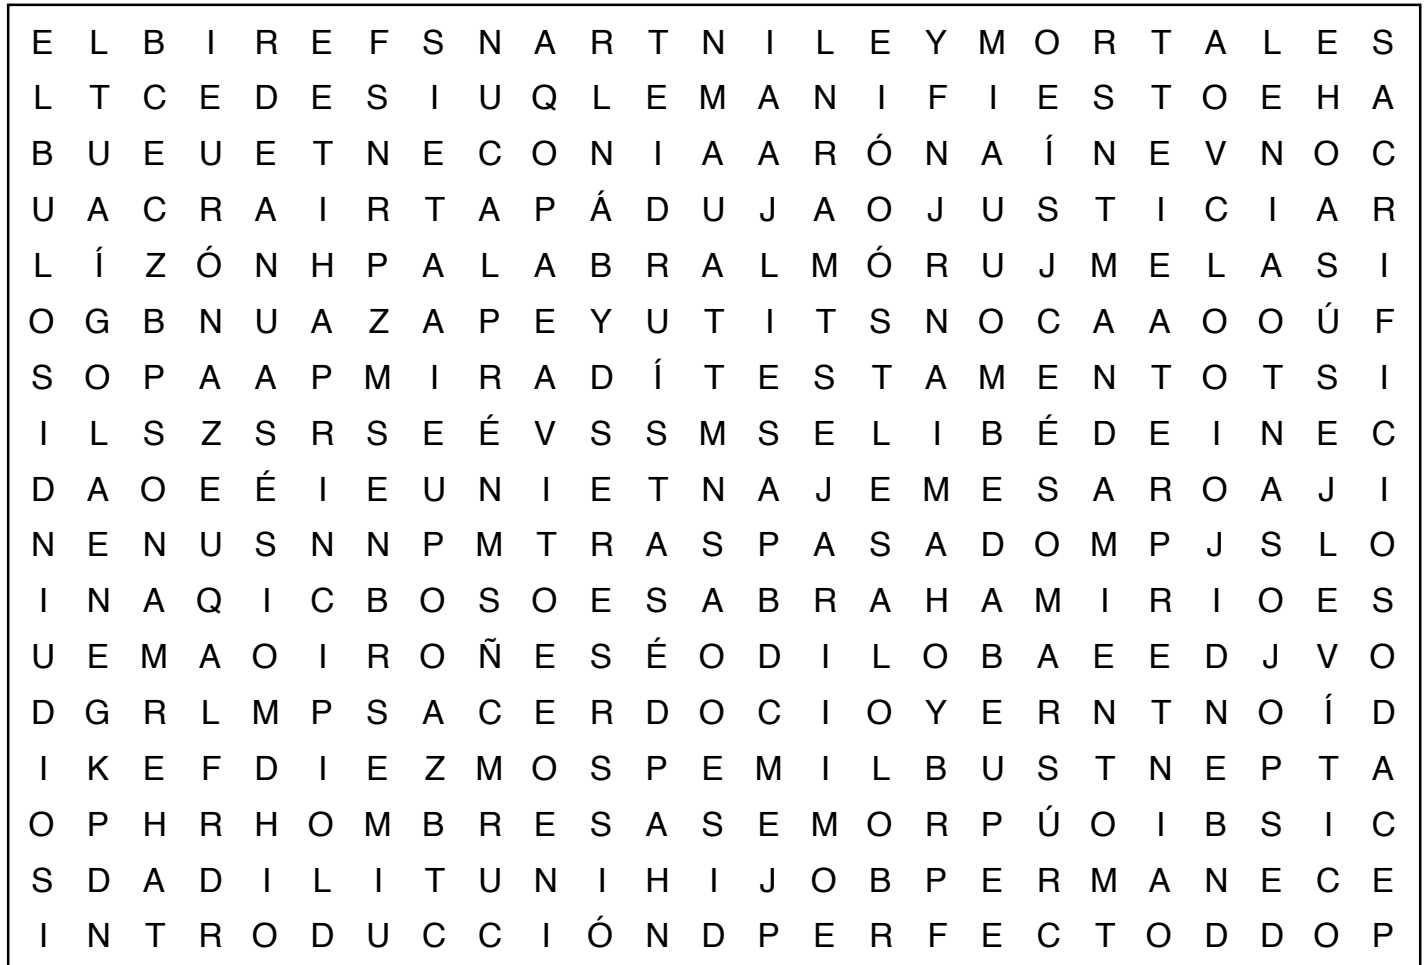 E L B I R E F S N A R T N I L E Y M O R T A L E S
L T C E D E S I U Q L E M A N I F I E S T O E H A
B U E U E T N E C O N I A A R Ó N A Í N E V N O C
U A C R A I R T A P Á D U J A O J U S T I C I A R
L Í Z Ó N H P A L A B R A L M Ó R U J M E L A S I
O G B N U A Z A P E Y U T I T S N O C A A O O Ú F
S O P A A P M I R A D Í T E S T A M E N T O T S I
I L S Z S R S E É V S S M S E L I B É D E I N E C
D A O E É I E U N I E T N A J E M E S A R O A J I
N E N U S N N P M T R A S P A S A D O M P J S L O
I N A Q I C B O S O E S A B R A H A M I R I O E S
U E M A O I R O Ñ E S É O D I L O B A E E D J V O
D G R L M P S A C E R D O C I O Y E R N T N O Í D
I K E F D I E Z M O S P E M I L B U S T N E P T A
O P H R H O M B R E S A S E M O R P Ú O I B S I C
S D A D I L I T U N I H I J O B P E R M A N E C E
I N T R O D U C C I Ó N D P E R F E C T O D D O P